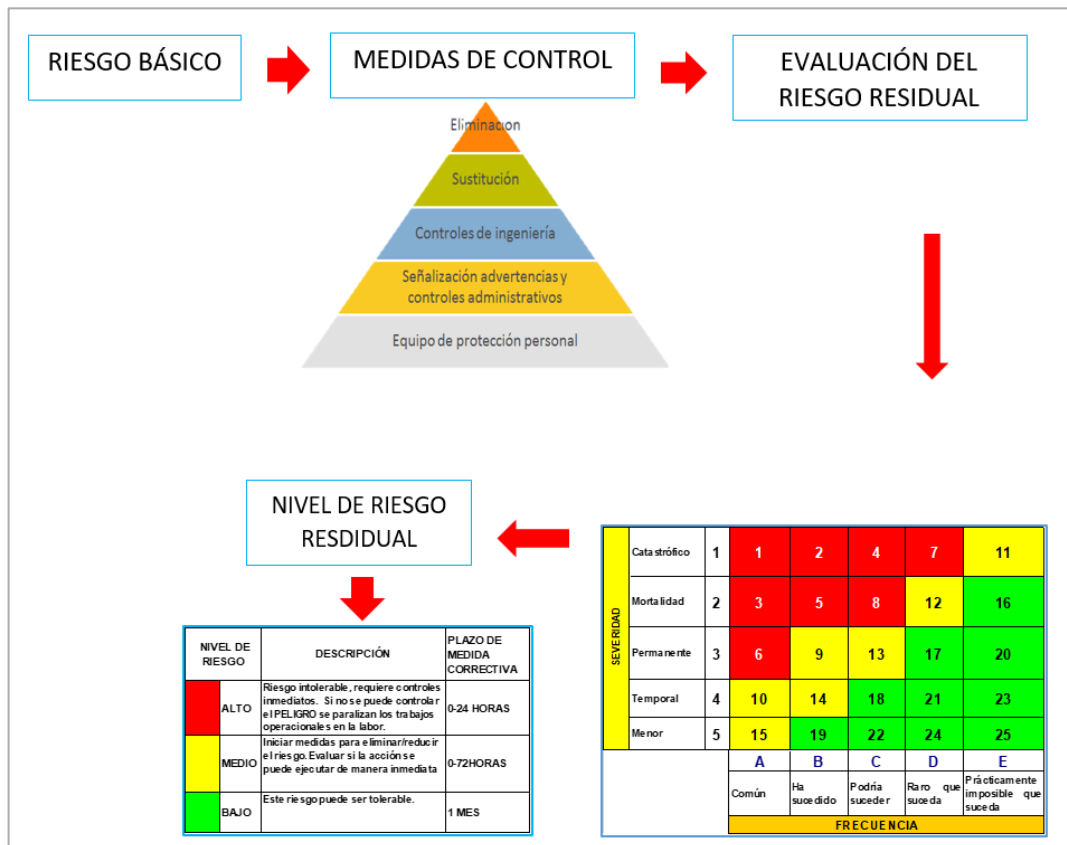 RIESGO BÁSICO
MEDIDAS DE CONTROL
EVALUACIÓN DEL
RIESGO RESIDUAL
Eliminacion
Sustitución
Controles de ingeniería
Señalización advertencias y
controles administrativos
Equipo de protección personal
NIVEL DE RIESGO
RESDIDUAL
NIVEL DE
RIESGO
DESCRIPCIÓN
PLAZO DE
MEDIDA
CORRECTIVA
ALTO
Riesgo intolerable, requiere controles
inmediatos. Si no se puede controlar
el PELIGRO se paralizan los trabajos
operacionales en la labor.
0-24 HORAS
MEDIO
Iniciar medidas para eliminar/reducir
el riesgo. Evaluar si la acción se
puede ejecutar de manera inmediata
0-72HORAS
BAJO
Este riesgo puede ser tolerable.
1 MES
SEVERIDAD
Catastrófico 1 1 2 4 7 11
Mortalidad 2 3 5 8 12 16
Permanente 3 6 9 13 17 20
Temporal 4 10 14 18 21 23
Menor 5 15 19 22 24 25
A B C D E
Común
Ha
sucedido
Podría
suceder
Raro que
suceda
Prácticamente
imposible que
suceda
FRECUENCIA